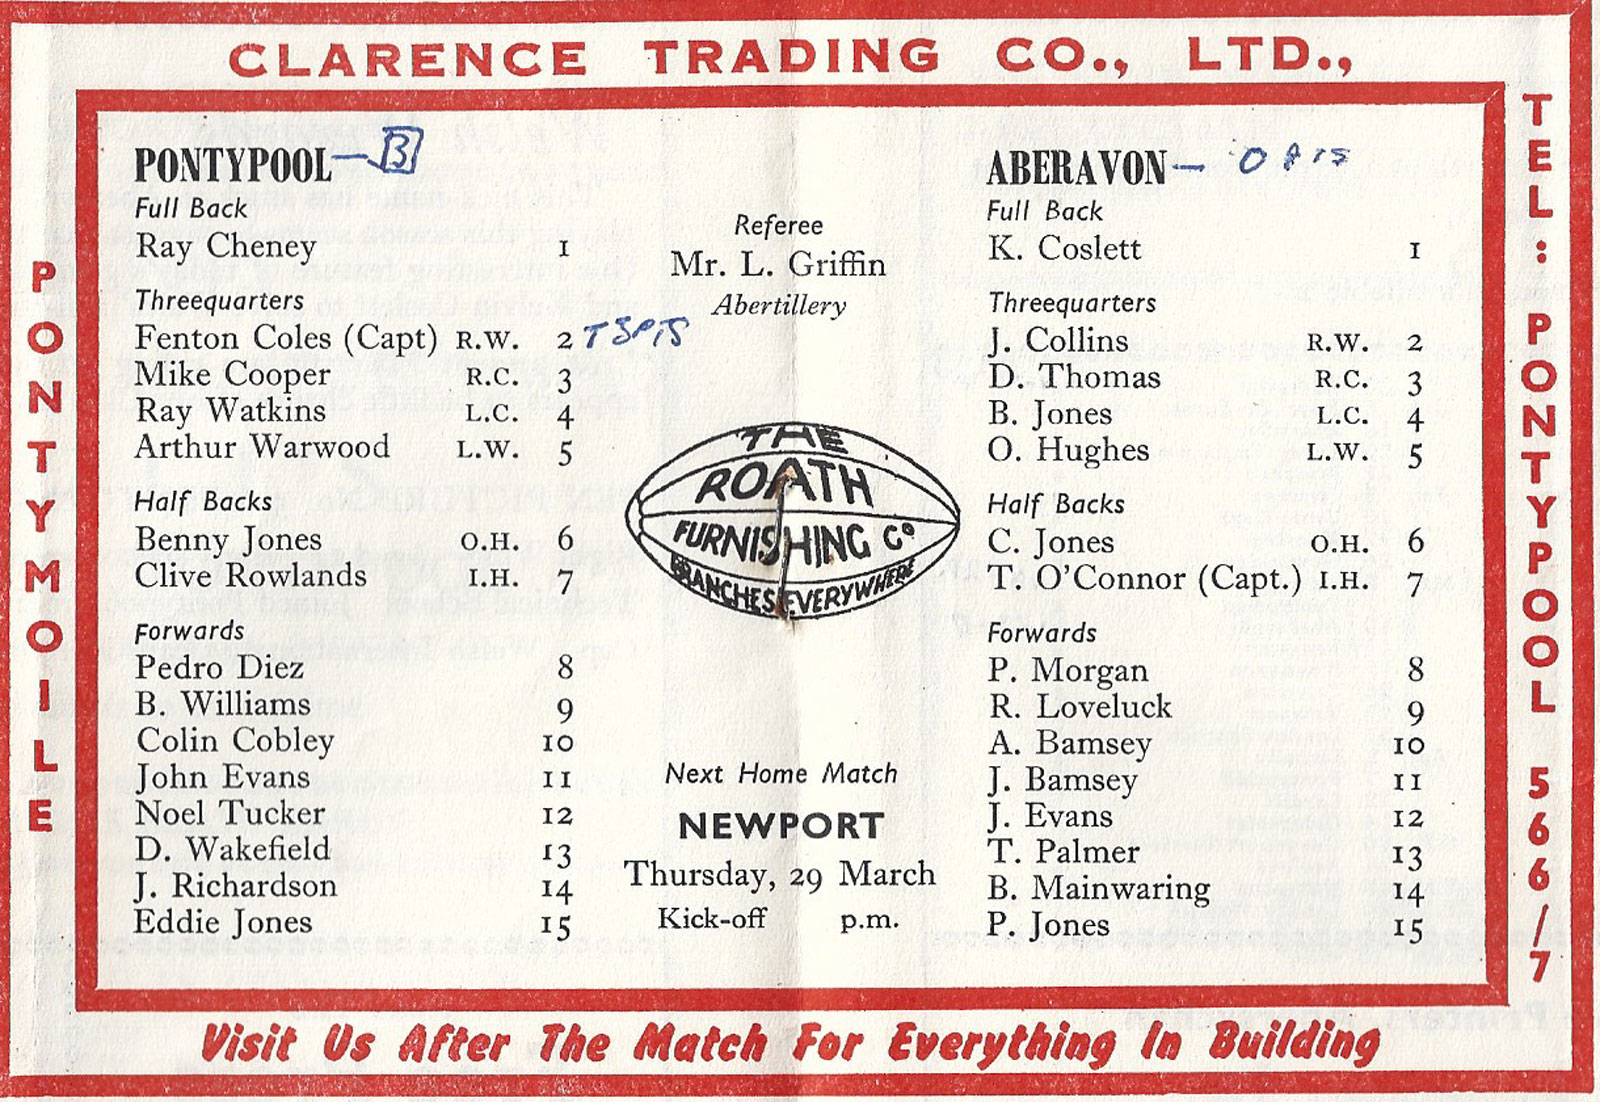 CLARENCE TRADING CO., LTD.,
PONTYMOILE
TEL: PONTYPOOL 566/7
PONTYPOOL — 3
Full Back
Ray Cheney 1
Threequarters
Fenton Coles (Capt) R.W. 2 T 3PTS
Mike Cooper R.C. 3
Ray Watkins L.C. 4
Arthur Warwood L.W. 5
Half Backs
Benny Jones O.H. 6
Clive Rowlands I.H. 7
Forwards
Pedro Diez 8
B. Williams 9
Colin Cobley 10
John Evans 11
Noel Tucker 12
D. Wakefield 13
J. Richardson 14
Eddie Jones 15
Referee
Mr. L. Griffin
Abertillery
THE
ROATH
FURNISHING Co
BRANCHES EVERYWHERE
Next Home Match
NEWPORT
Thursday, 29 March
Kick-off p.m.
ABERAVON — 0 PTS
Full Back
K. Coslett 1
Threequarters
J. Collins R.W. 2
D. Thomas R.C. 3
B. Jones L.C. 4
O. Hughes L.W. 5
Half Backs
C. Jones O.H. 6
T. O'Connor (Capt.) I.H. 7
Forwards
P. Morgan 8
R. Loveluck 9
A. Bamsey 10
J. Bamsey 11
J. Evans 12
T. Palmer 13
B. Mainwaring 14
P. Jones 15
Visit Us After The Match For Everything In Building